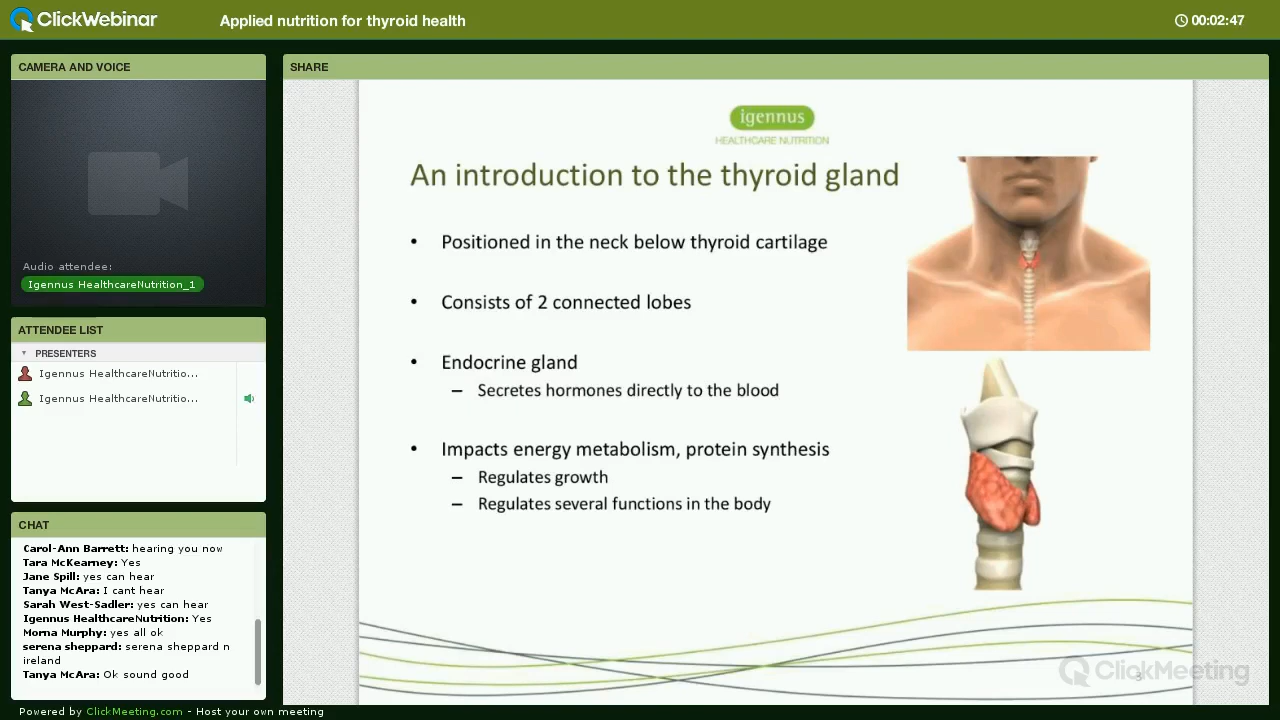 ClickWebinar
Applied nutrition for thyroid health
00:02:47
CAMERA AND VOICE
Audio attendee:
Igennus HealthcareNutrition_1
ATTENDEE LIST
PRESENTERS
Igennus HealthcareNutritio...
Igennus HealthcareNutritio...
CHAT
Carol-Ann Barrett: hearing you now
Tara McKearney: Yes
Jane Spill: yes can hear
Tanya McAra: I cant hear
Sarah West-Sadler: yes can hear
Igennus HealthcareNutrition: Yes
Morna Murphy: yes all ok
serena sheppard: serena sheppard n
ireland
Tanya McAra: Ok sound good
SHARE
igennus
HEALTHCARE NUTRITION
An introduction to the thyroid gland
• Positioned in the neck below thyroid cartilage
• Consists of 2 connected lobes
• Endocrine gland
– Secretes hormones directly to the blood
• Impacts energy metabolism, protein synthesis
– Regulates growth
– Regulates several functions in the body
ClickMeeting
Powered by ClickMeeting.com - Host your own meeting